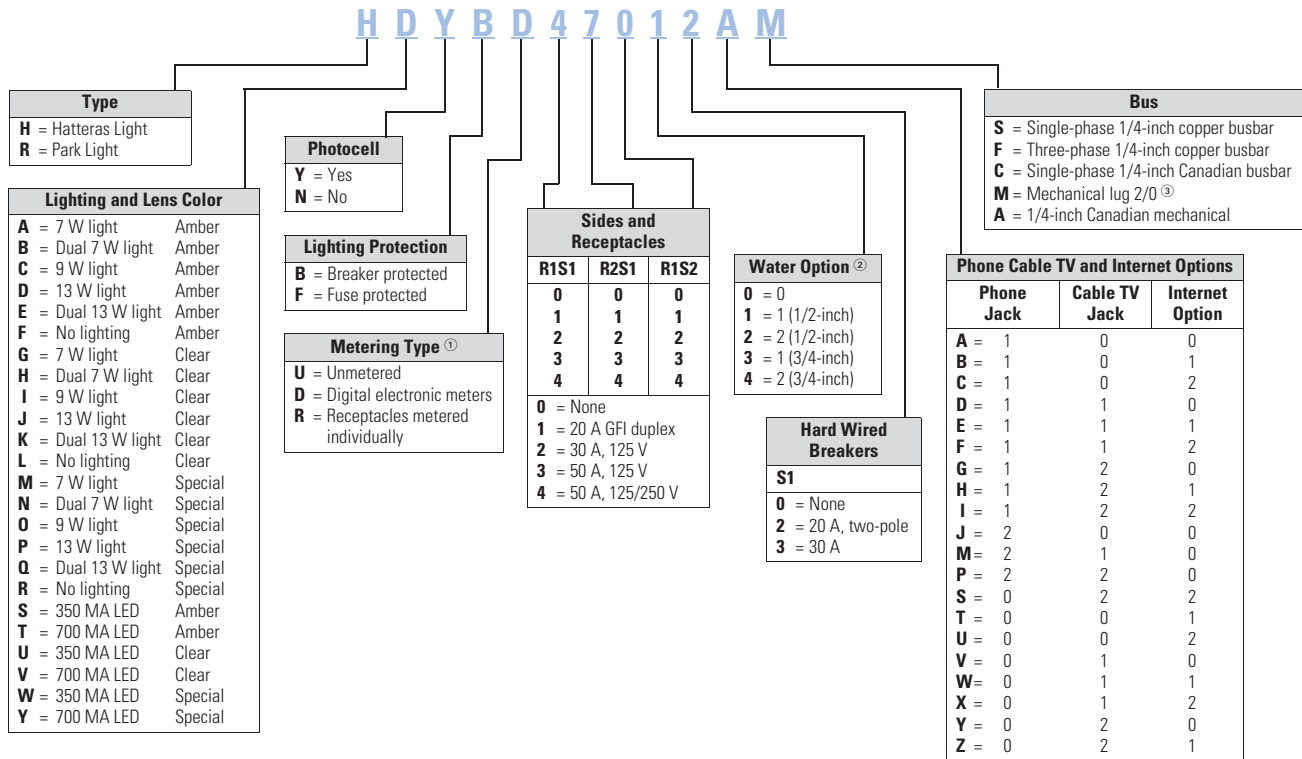 H D Y B D 4 7 0 1 2 A M
Type
H = Hatteras Light
R = Park Light
Lighting and Lens Color
A = 7 W light Amber
B = Dual 7 W light Amber
C = 9 W light Amber
D = 13 W light Amber
E = Dual 13 W light Amber
F = No lighting Amber
G = 7 W light Clear
H = Dual 7 W light Clear
I = 9 W light Clear
J = 13 W light Clear
K = Dual 13 W light Clear
L = No lighting Clear
M = 7 W light Special
N = Dual 7 W light Special
O = 9 W light Special
P = 13 W light Special
Q = Dual 13 W light Special
R = No lighting Special
S = 350 MA LED Amber
T = 700 MA LED Amber
U = 350 MA LED Clear
V = 700 MA LED Clear
W = 350 MA LED Special
Y = 700 MA LED Special
Photocell
Y = Yes
N = No
Lighting Protection
B = Breaker protected
F = Fuse protected
Metering Type ①
U = Unmetered
D = Digital electronic meters
R = Receptacles metered
individually
Sides and
Receptacles
R1S1 R2S1 R1S2
0 0 0
1 1 1
2 2 2
3 3 3
4 4 4
0 = None
1 = 20 A GFI duplex
2 = 30 A, 125 V
3 = 50 A, 125 V
4 = 50 A, 125/250 V
Water Option ②
0 = 0
1 = 1 (1/2-inch)
2 = 2 (1/2-inch)
3 = 1 (3/4-inch)
4 = 2 (3/4-inch)
Hard Wired
Breakers
S1
0 = None
2 = 20 A, two-pole
3 = 30 A
Bus
S = Single-phase 1/4-inch copper busbar
F = Three-phase 1/4-inch copper busbar
C = Single-phase 1/4-inch Canadian busbar
M = Mechanical lug 2/0 ③
A = 1/4-inch Canadian mechanical
Phone Cable TV and Internet Options
Phone Cable TV Internet
Jack Jack Option
A = 1 0 0
B = 1 0 1
C = 1 0 2
D = 1 1 0
E = 1 1 1
F = 1 1 2
G = 1 2 0
H = 1 2 1
I = 1 2 2
J = 2 0 0
M = 2 1 0
P = 2 2 0
S = 0 2 2
T = 0 0 1
U = 0 0 2
V = 0 1 0
W = 0 1 1
X = 0 1 2
Y = 0 2 0
Z = 0 2 1